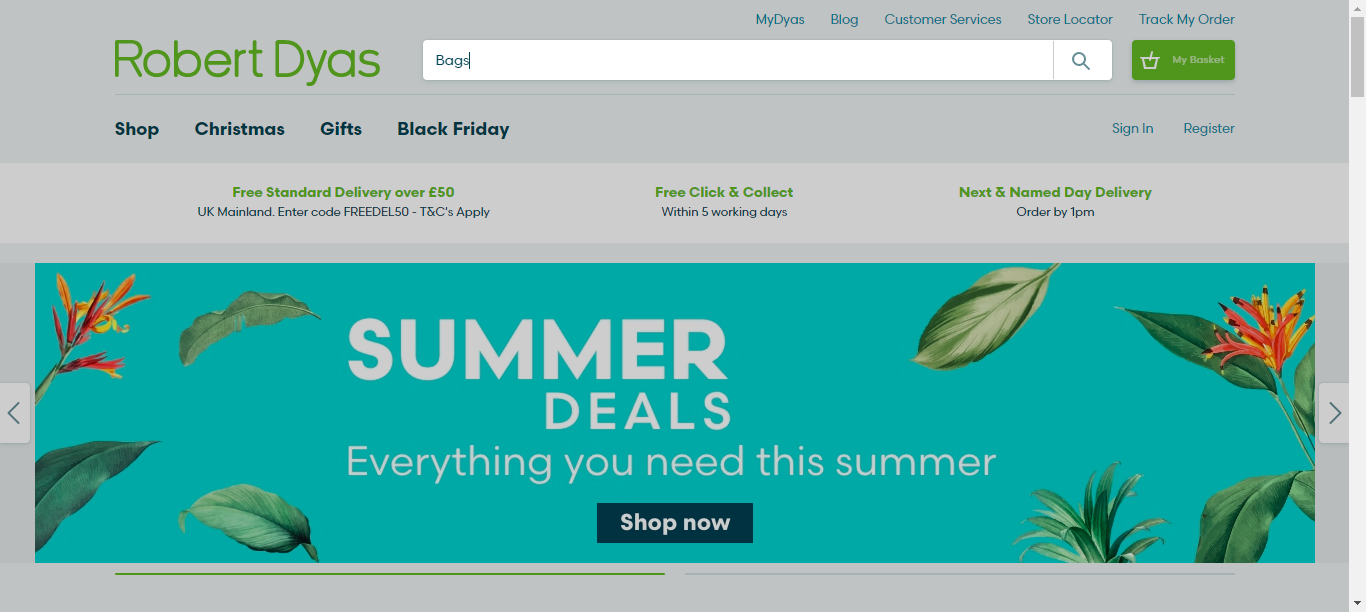 MyDyas Blog Customer Services Store Locator Track My Order
Robert Dyas
Bags
My Basket
Shop Christmas Gifts Black Friday
Sign In Register
Free Standard Delivery over £50
UK Mainland. Enter code FREEDEL50 - T&C's Apply
Free Click & Collect
Within 5 working days
Next & Named Day Delivery
Order by 1pm
SUMMER
DEALS
Everything you need this summer
Shop now